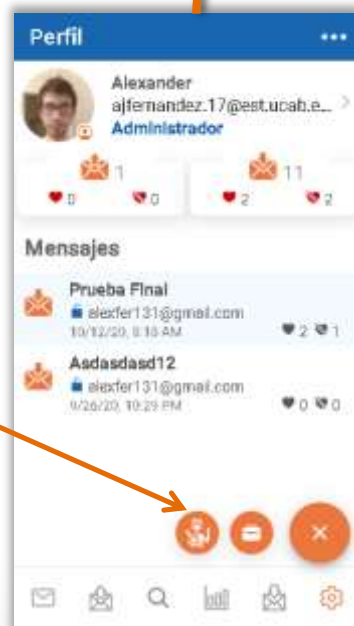 Perfil
Alexander
ajfernandez.17@est.ucab.e...
Administrador
1
11
0
0
2
2
Mensajes
Prueba Final
alexfer131@gmail.com
10/12/20, 8:18 AM
2 1
Asdasdasd12
alexfer131@gmail.com
9/26/20, 10:29 PM
0 0